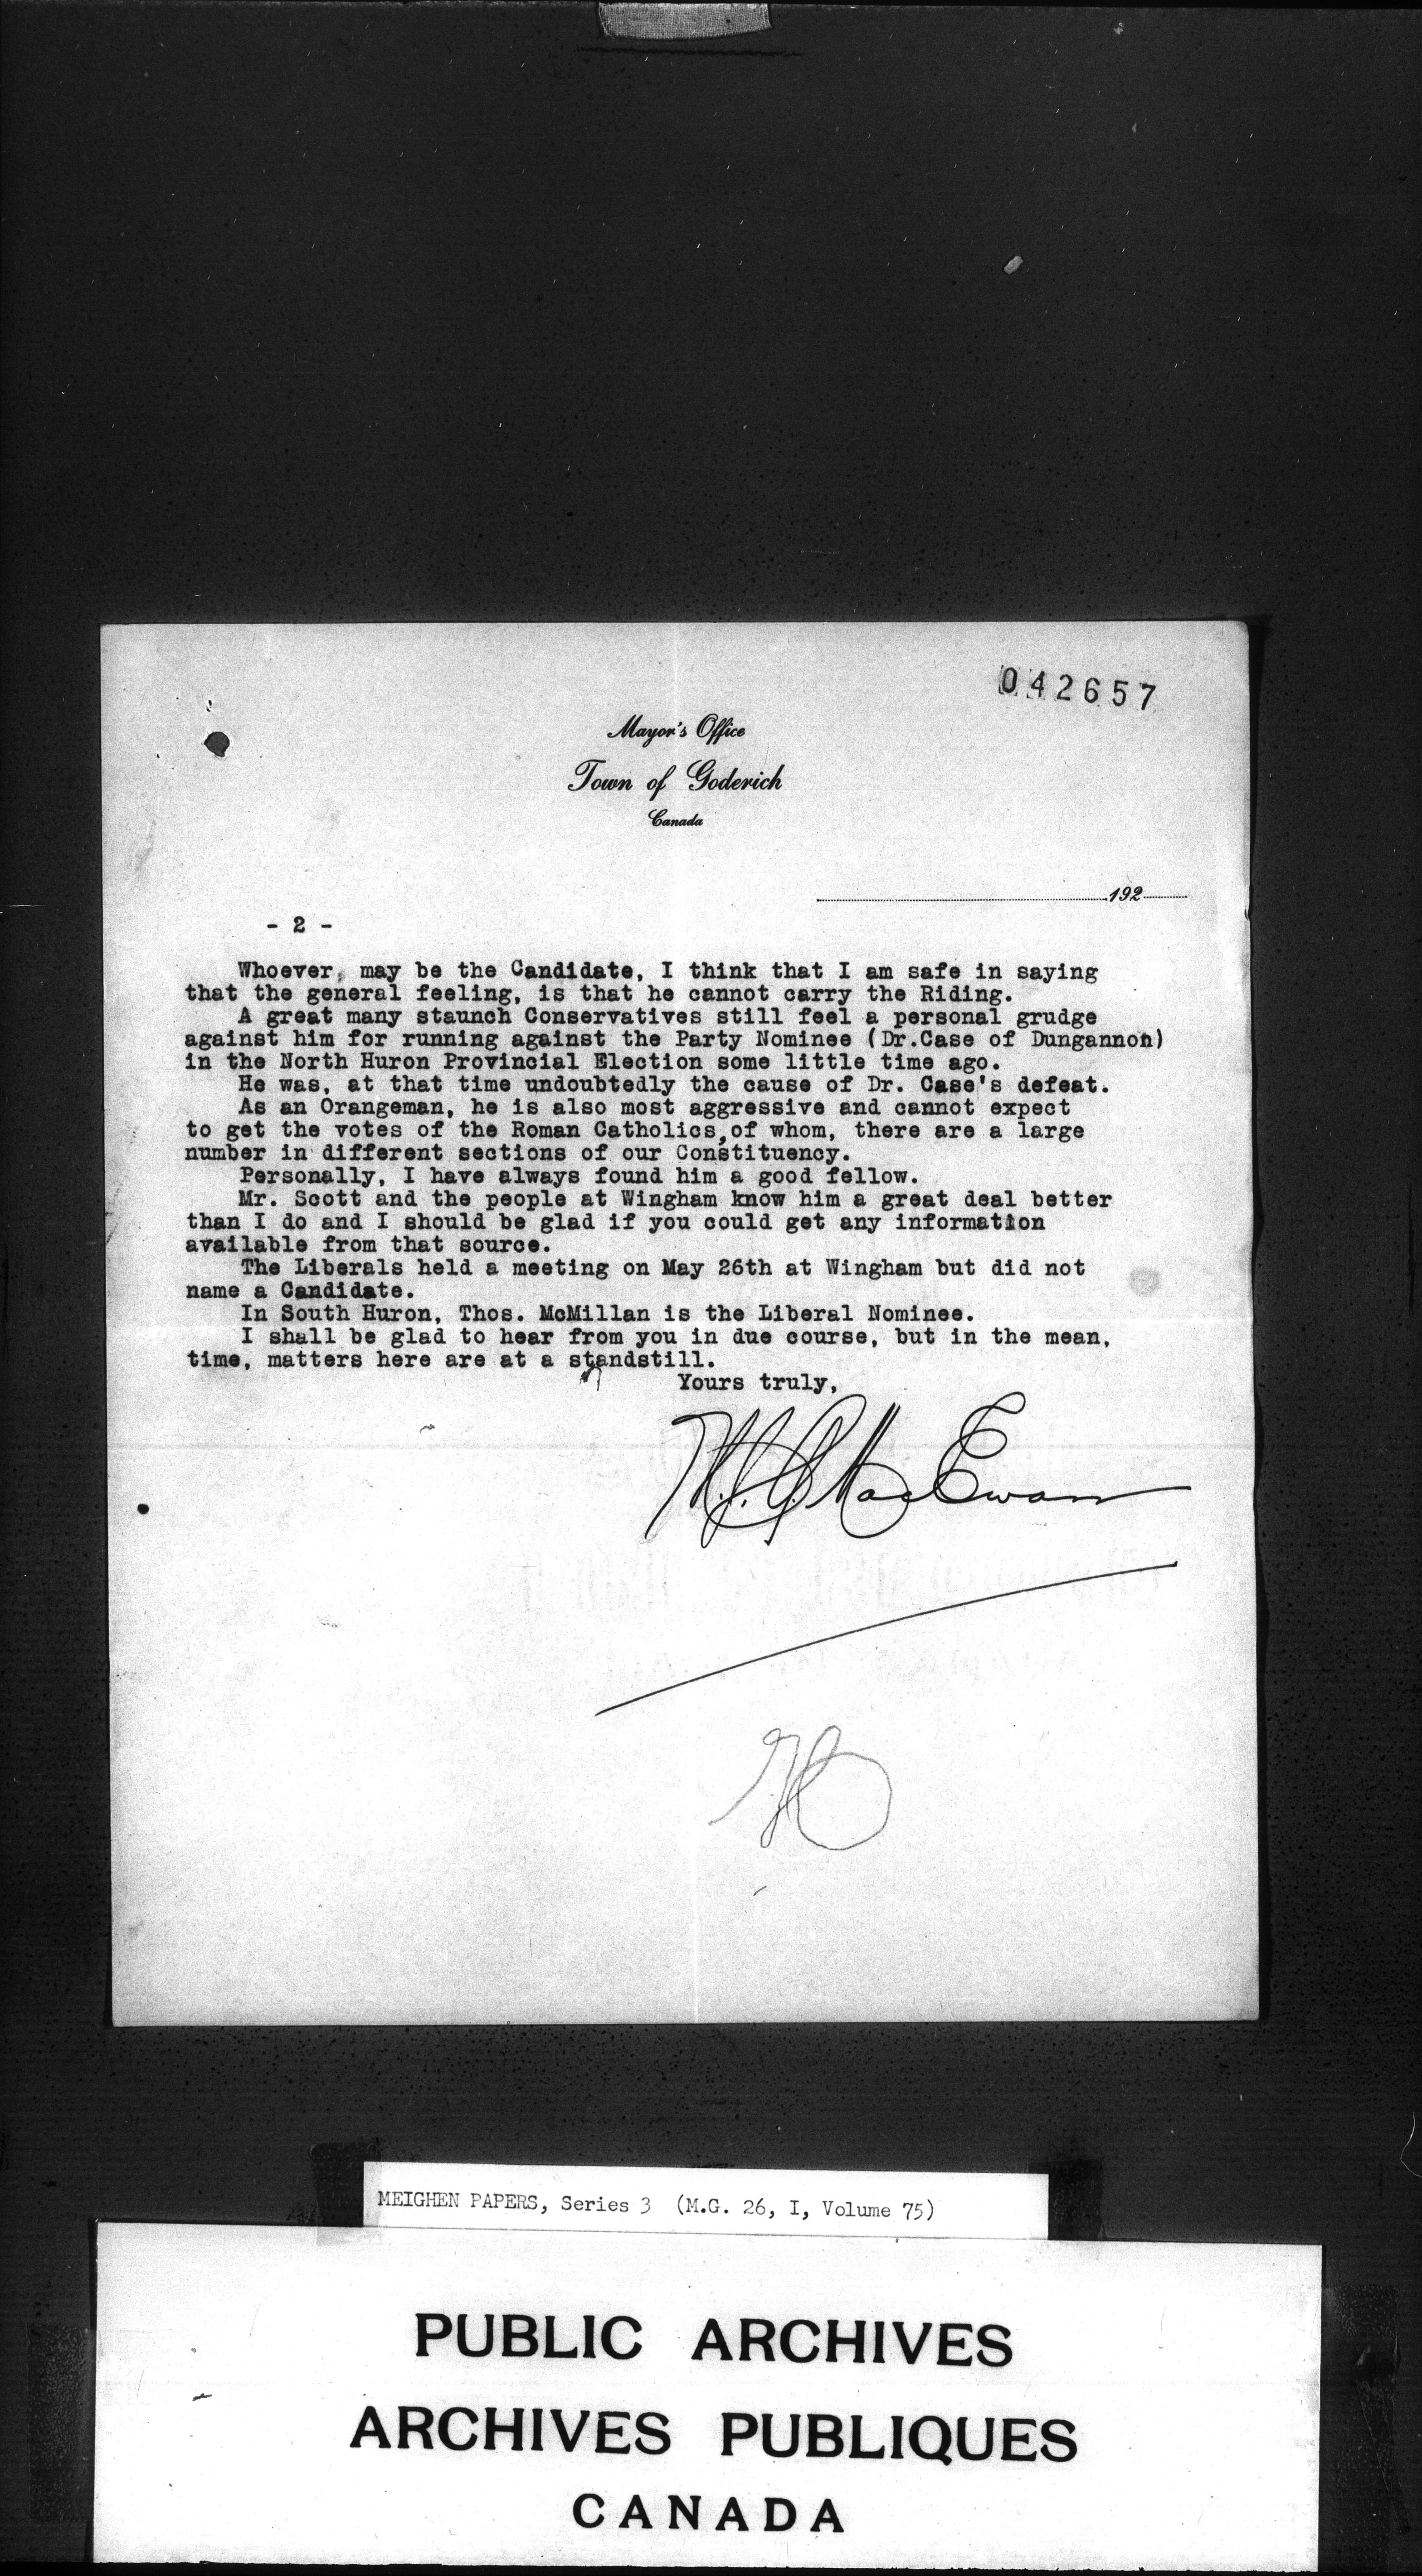 042657
Mayor's Office
Town of Goderich
Canada
192
- 2 -
Whoever, may be the Candidate, I think that I am safe in saying
that the general feeling, is that he cannot carry the Riding.
A great many staunch Conservatives still feel a personal grudge
against him for running against the Party Nominee (Dr.Case of Dungannon)
in the North Huron Provincial Election some little time ago.
He was, at that time undoubtedly the cause of Dr. Case's defeat.
As an Orangeman, he is also most aggressive and cannot expect
to get the votes of the Roman Catholics,of whom, there are a large
number in different sections of our Constituency.
Personally, I have always found him a good fellow.
Mr. Scott and the people at Wingham know him a great deal better
than I do and I should be glad if you could get any information
available from that source.
The Liberals held a meeting on May 26th at Wingham but did not
name a Candidate.
In South Huron, Thos. McMillan is the Liberal Nominee.
I shall be glad to hear from you in due course, but in the mean,
time, matters here are at a standstill.
Yours truly,
MacEwan
MEIGHEN PAPERS, Series 3 (M.G. 26, I, Volume 75)
PUBLIC ARCHIVES
ARCHIVES PUBLIQUES
CANADA